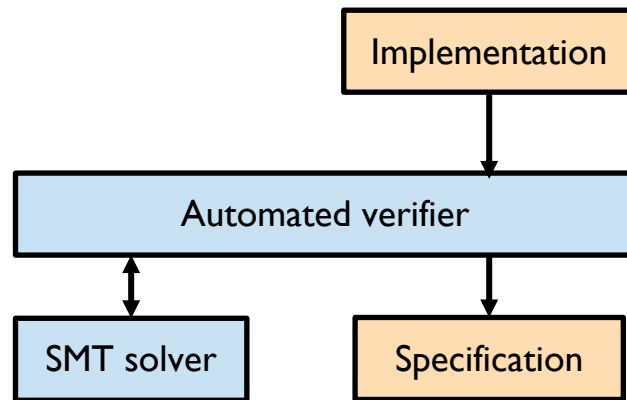 Implementation
Automated verifier
SMT solver
Specification